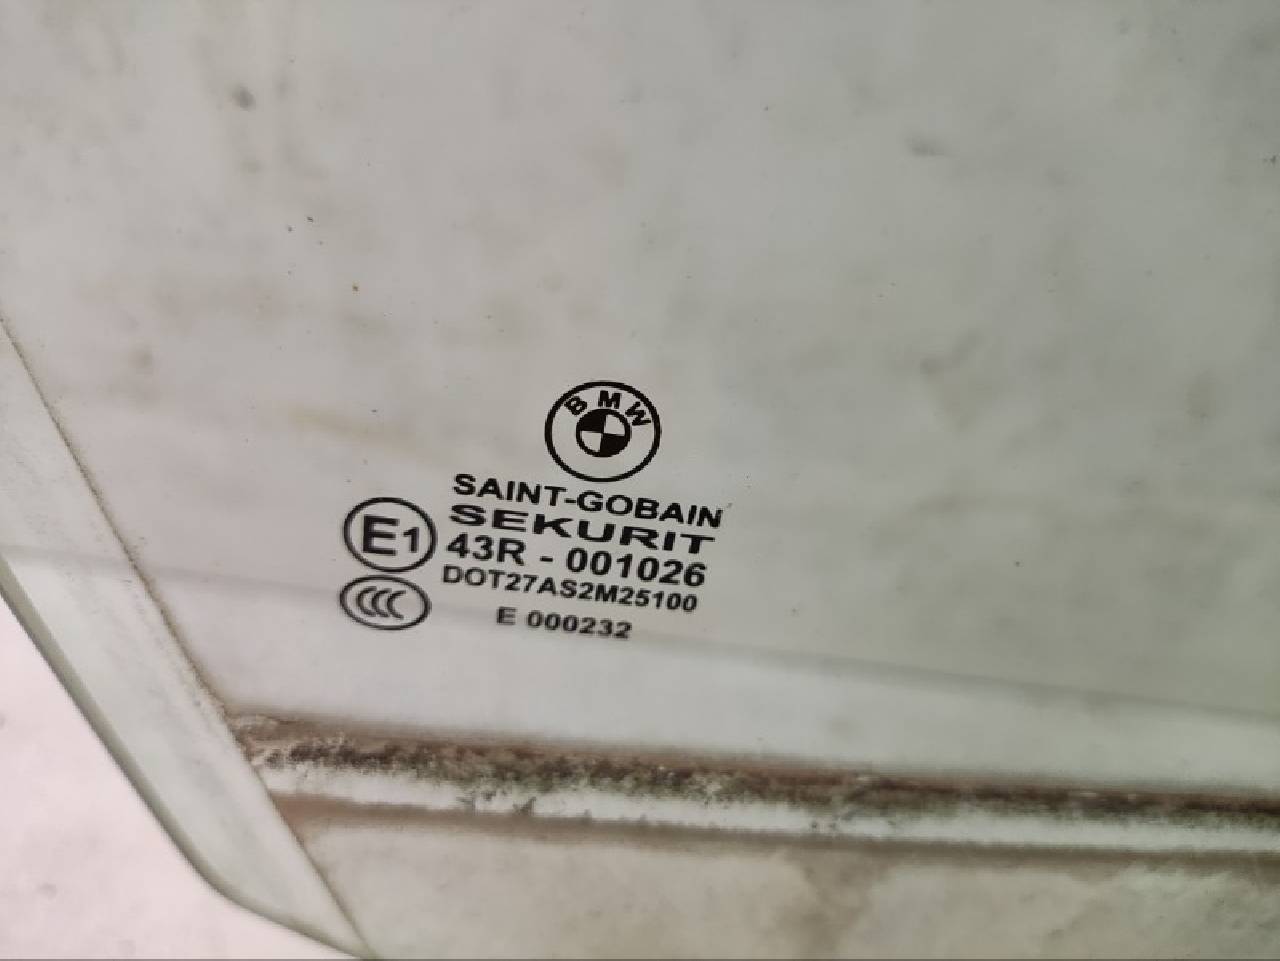 BMW
SAINT-GOBAIN
SEKURIT
E1 43R - 001026
CCC DOT27AS2M25100
E 000232